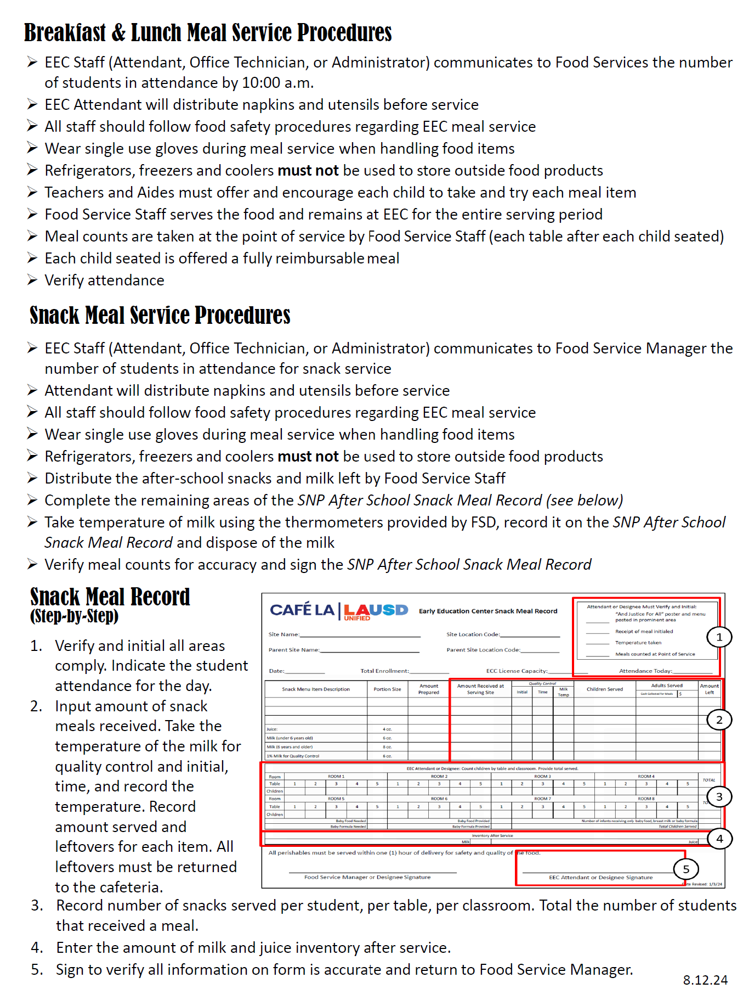 Breakfast & Lunch Meal Service Procedures
➢ EEC Staff (Attendant, Office Technician, or Administrator) communicates to Food Services the number
of students in attendance by 10:00 a.m.
➢ EEC Attendant will distribute napkins and utensils before service
➢ All staff should follow food safety procedures regarding EEC meal service
➢ Wear single use gloves during meal service when handling food items
➢ Refrigerators, freezers and coolers must not be used to store outside food products
➢ Teachers and Aides must offer and encourage each child to take and try each meal item
➢ Food Service Staff serves the food and remains at EEC for the entire serving period
➢ Meal counts are taken at the point of service by Food Service Staff (each table after each child seated)
➢ Each child seated is offered a fully reimbursable meal
➢ Verify attendance
Snack Meal Service Procedures
➢ EEC Staff (Attendant, Office Technician, or Administrator) communicates to Food Service Manager the
number of students in attendance for snack service
➢ Attendant will distribute napkins and utensils before service
➢ All staff should follow food safety procedures regarding EEC meal service
➢ Wear single use gloves during meal service when handling food items
➢ Refrigerators, freezers and coolers must not be used to store outside food products
➢ Distribute the after-school snacks and milk left by Food Service Staff
➢ Complete the remaining areas of the SNP After School Snack Meal Record (see below)
➢ Take temperature of milk using the thermometers provided by FSD, record it on the SNP After School
Snack Meal Record and dispose of the milk
➢ Verify meal counts for accuracy and sign the SNP After School Snack Meal Record
Snack Meal Record
(Step-by-Step)
1. Verify and initial all areas
comply. Indicate the student
attendance for the day.
2. Input amount of snack
meals received. Take the
temperature of the milk for
quality control and initial,
time, and record the
temperature. Record
amount served and
leftovers for each item. All
leftovers must be returned
to the cafeteria.
3. Record number of snacks served per student, per table, per classroom. Total the number of students
that received a meal.
4. Enter the amount of milk and juice inventory after service.
5. Sign to verify all information on form is accurate and return to Food Service Manager.
8.12.24
CAFÉ LA | LAUSD
UNIFIED
Early Education Center Snack Meal Record
Attendant or Designee Must Verify and Initial:
"And Justice For All" poster and menu
posted in prominent area
Receipt of meal initialed
Temperature taken
Meals counted at Point of Service
1
Site Name: Site Location Code:
Parent Site Name: Parent Site Location Code:
Date: Total Enrollment: ECC License Capacity: Attendance Today:
Snack Menu Item Description Portion Size Amount Prepared Amount Received at Serving Site Quality Control Initial Time Milk Temp Children Served Adults Served Cash Collected for Meals $ Amount Left
2
Juice: 4 oz.
Milk (under 6 years old) 6 oz.
Milk (6 years and older) 8 oz.
1% Milk for Quality Control 6 oz.
EEC Attendant or Designee: Count children by table and classroom. Provide total served.
Room ROOM 1 ROOM 2 ROOM 3 ROOM 4 TOTAL
Table 1 2 3 4 5 1 2 3 4 5 1 2 3 4 5 1 2 3 4 5
Children
Room ROOM 5 ROOM 6 ROOM 7 ROOM 8
Table 1 2 3 4 5 1 2 3 4 5 1 2 3 4 5 1 2 3 4 5
Children
3
Baby Food Needed Baby Food Provided Number of infants receiving only baby food, breast milk or baby formula
Baby Formula Needed Baby Formula Provided Total Children Served
Inventory After Service
Milk Juice
4
All perishables must be served within one (1) hour of delivery for safety and quality of the food.
Food Service Manager or Designee Signature EEC Attendant or Designee Signature
5
Revised: 1/3/24